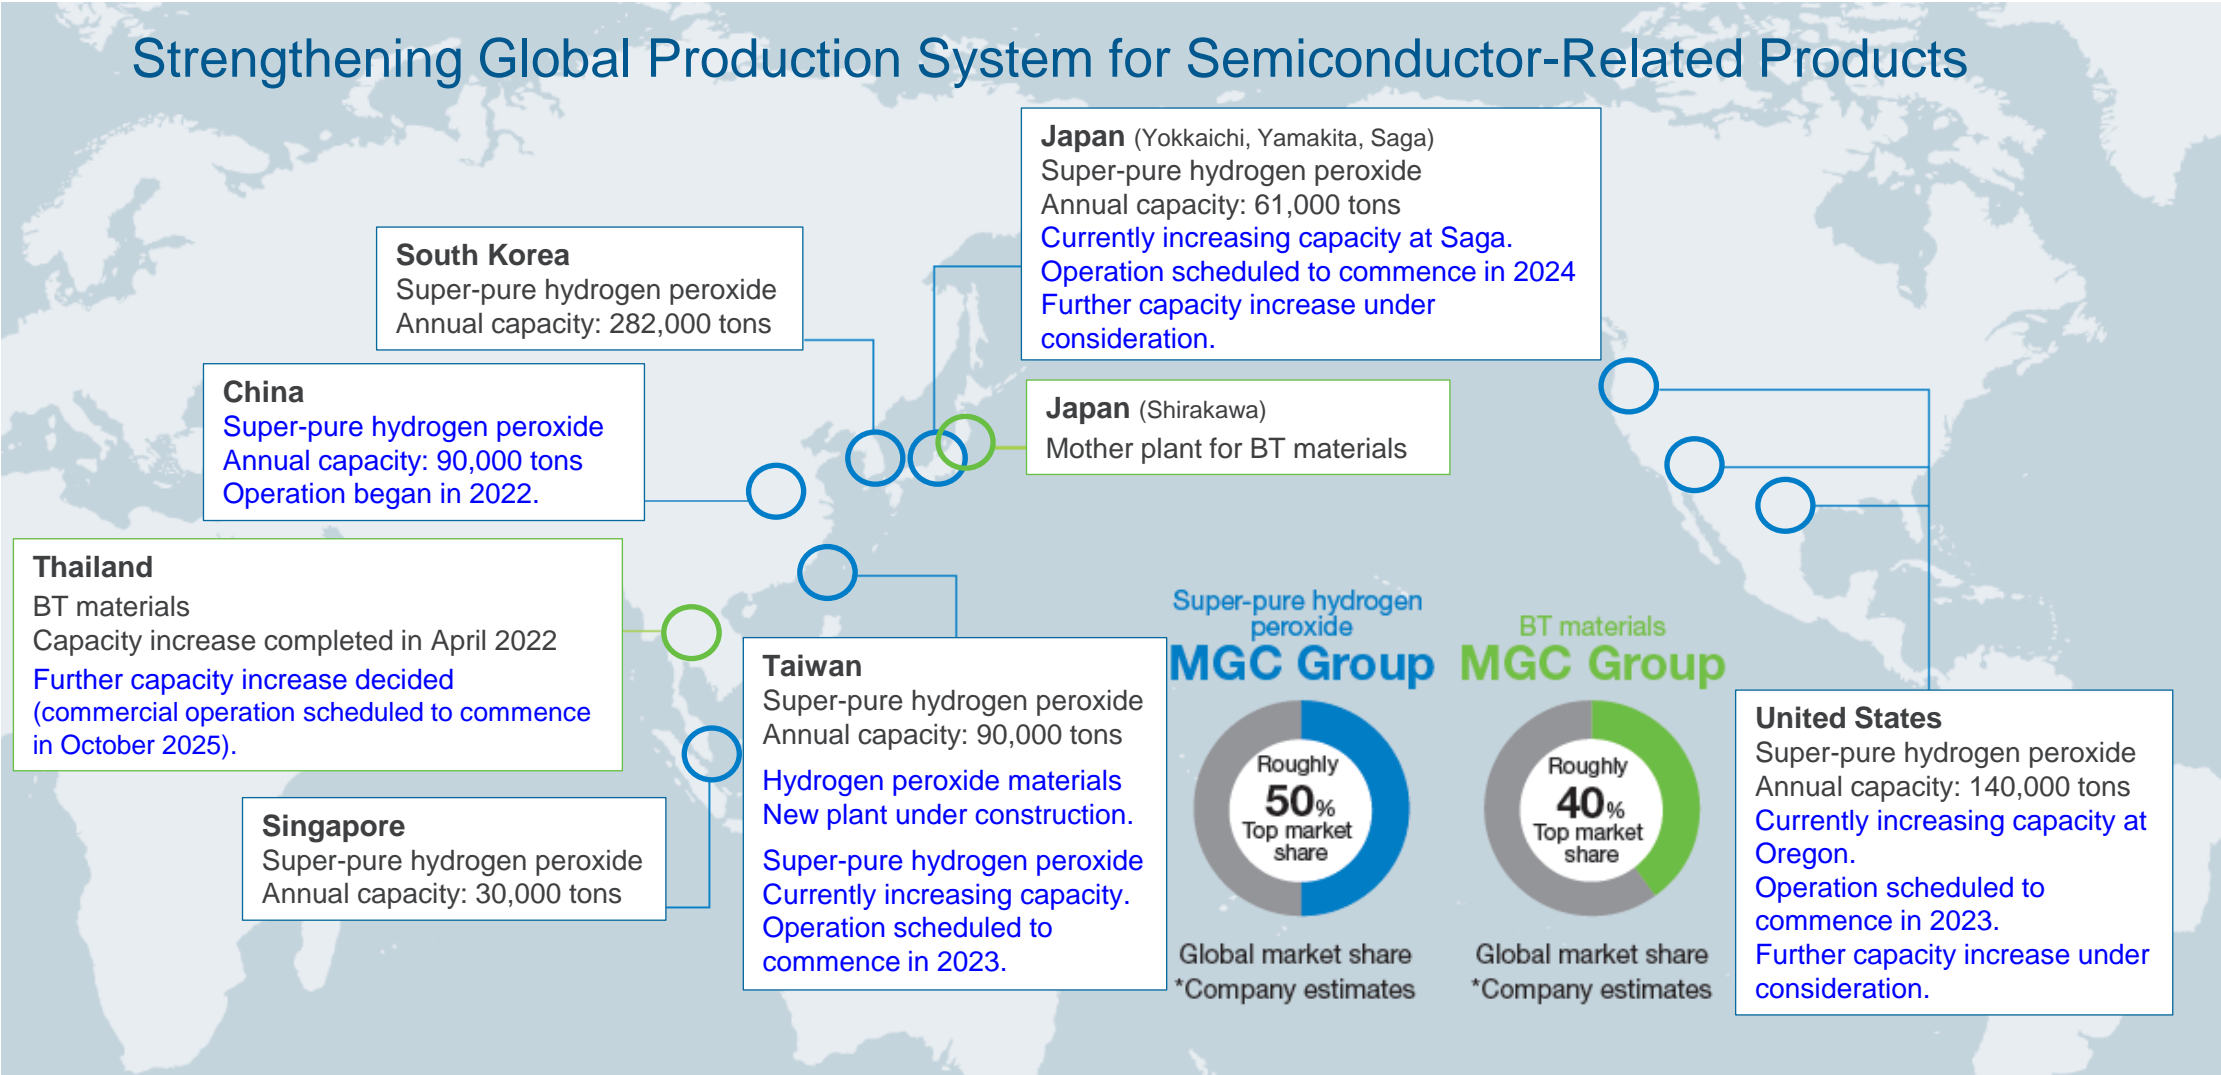 Strengthening Global Production System for Semiconductor-Related Products
Japan (Yokkaichi, Yamakita, Saga)
Super-pure hydrogen peroxide
Annual capacity: 61,000 tons
Currently increasing capacity at Saga.
Operation scheduled to commence in 2024
Further capacity increase under
consideration.
South Korea
Super-pure hydrogen peroxide
Annual capacity: 282,000 tons
China
Super-pure hydrogen peroxide
Annual capacity: 90,000 tons
Operation began in 2022.
Japan (Shirakawa)
Mother plant for BT materials
Thailand
BT materials
Capacity increase completed in April 2022
Further capacity increase decided
(commercial operation scheduled to commence
in October 2025).
Singapore
Super-pure hydrogen peroxide
Annual capacity: 30,000 tons
Taiwan
Super-pure hydrogen peroxide
Annual capacity: 90,000 tons
Hydrogen peroxide materials
New plant under construction.
Super-pure hydrogen peroxide
Currently increasing capacity.
Operation scheduled to
commence in 2023.
Super-pure hydrogen
peroxide
MGC Group
Roughly
50%
Top market
share
Global market share
*Company estimates
BT materials
MGC Group
Roughly
40%
Top market
share
Global market share
*Company estimates
United States
Super-pure hydrogen peroxide
Annual capacity: 140,000 tons
Currently increasing capacity at
Oregon.
Operation scheduled to
commence in 2023.
Further capacity increase under
consideration.